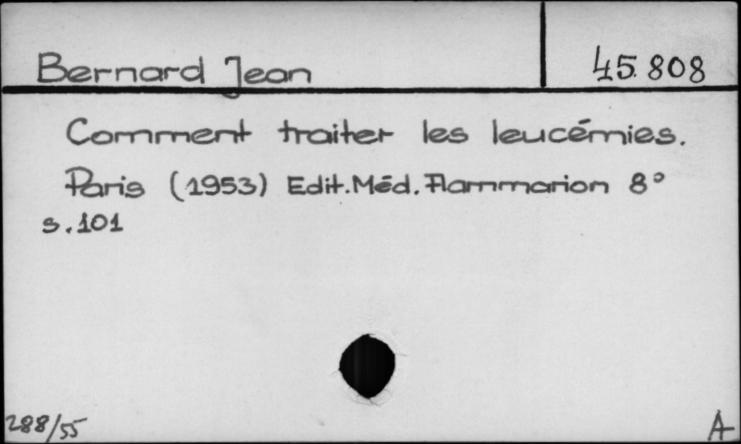 Bernard Jean
45.808
Comment traiter les leucémies.
Paris (1953) Edit.Méd.Flammarion 8°
s.101
288/55
A